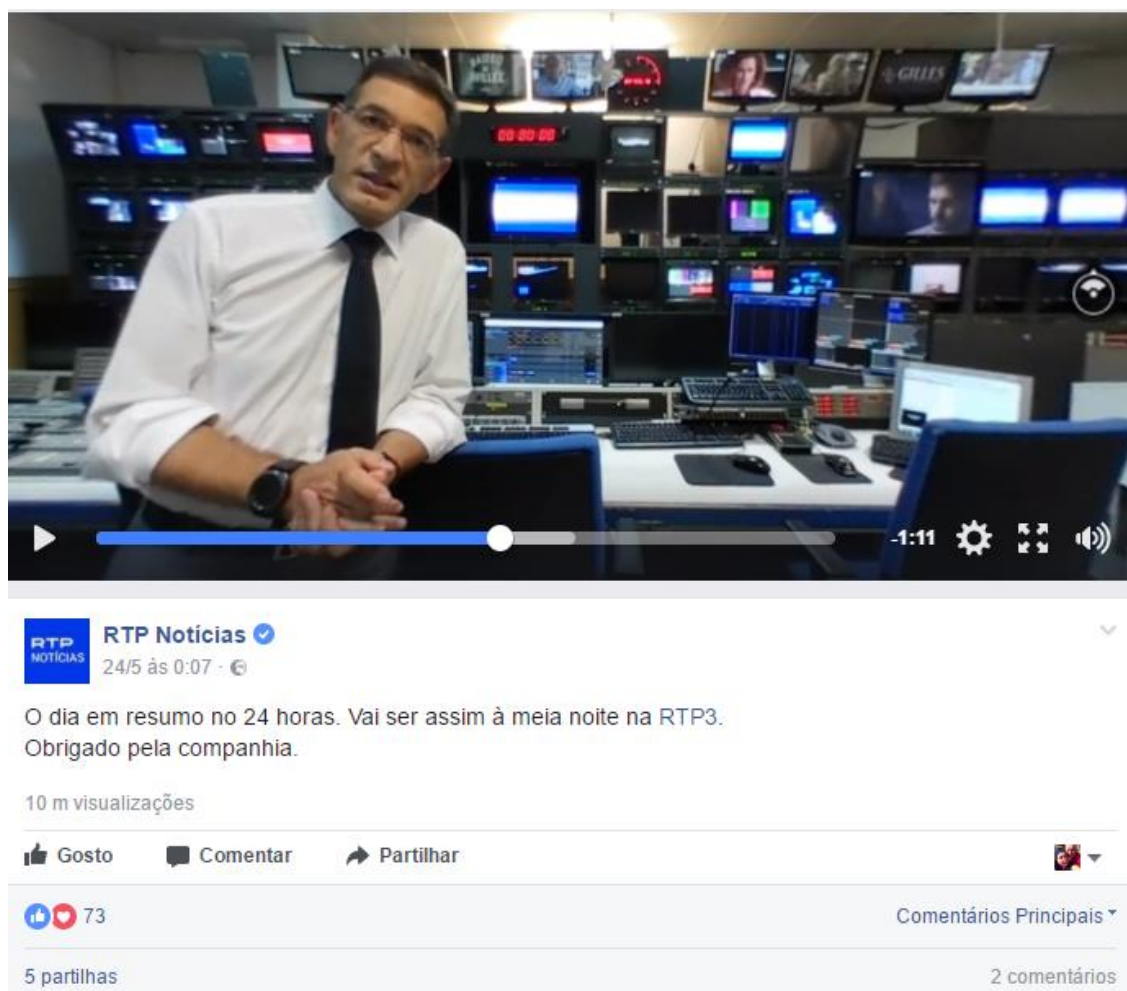 GILLES
00:00:00
-1:11
RTP
NOTÍCIAS
RTP Notícias
24/5 às 0:07 ·
O dia em resumo no 24 horas. Vai ser assim à meia noite na RTP3.
Obrigado pela companhia.
10 m visualizações
Gosto Comentar Partilhar
73 Comentários Principais
5 partilhas 2 comentários